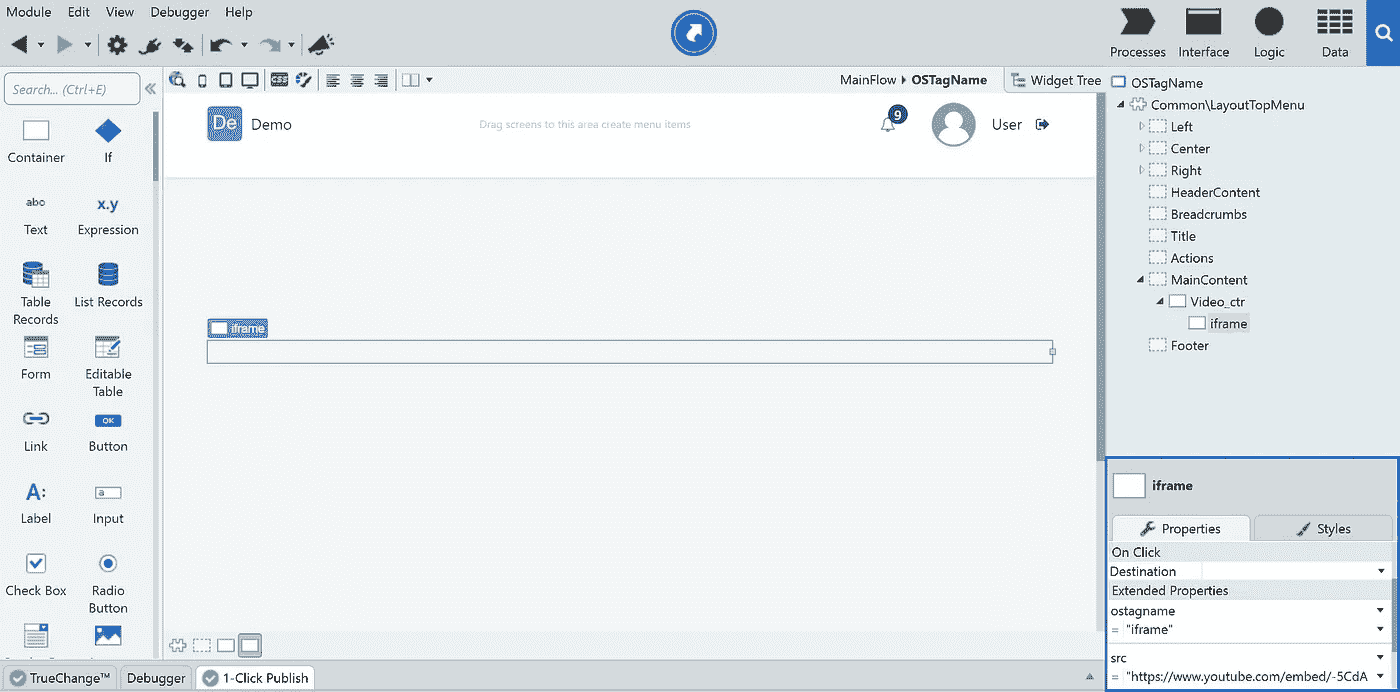 Module Edit View Debugger Help
Processes Interface Logic Data
Search... (Ctrl+E)
MainFlow OSTagName
Widget Tree
OSTagName
Common\LayoutTopMenu
Left
Center
Right
HeaderContent
Breadcrumbs
Title
Actions
MainContent
Video_ctr
iframe
Footer
De Demo
Drag screens to this area create menu items
9
User
Container If
abc x.y
Text Expression
Table Records List Records
Form Editable Table
OK
Link Button
A: a
Label Input
Check Box Radio Button
CSS
iframe
iframe
Properties Styles
On Click
Destination
Extended Properties
ostagname
= "iframe"
src
= "https://www.youtube.com/embed/-5CdA
TrueChange™ Debugger 1-Click Publish